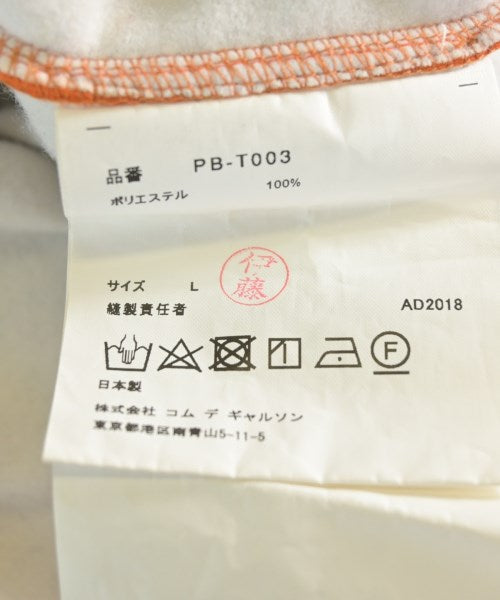 品番 PB-T003
ポリエステル 100%
サイズ L
伊藤
縫製責任者 AD2018
F
日本製
株式会社 コム デ ギャルソン
東京都港区南青山5-11-5